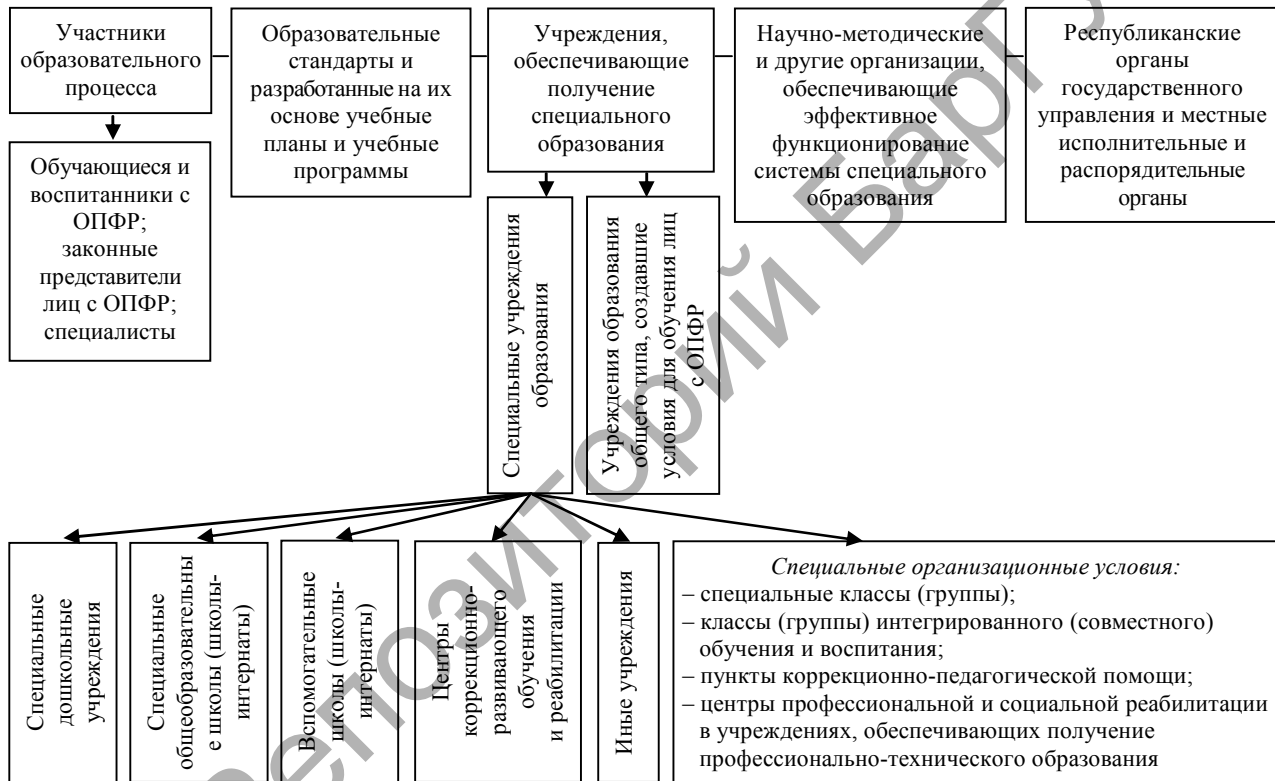 Участники
образовательного
процесса
Образовательные
стандарты и
разработанные на их
основе учебные
планы и учебные
программы
Учреждения,
обеспечивающие
получение
специального
образования
Научно-методические
и другие организации,
обеспечивающие
эффективное
функционирование
системы специального
образования
Республиканские
органы
государственного
управления и местные
исполнительные и
распорядительные
органы
Обучающиеся и
воспитанники с
ОПФР;
законные
представители
лиц с ОПФР;
специалисты
Специальные учреждения
образования
Учреждения образования
общего типа, создавшие
условия для обучения лиц
с ОПФР
Специальные
дошкольные
учреждения
Специальные
общеобразовательны
е школы (школы-
интернаты)
Вспомогательные
школы (школы-
интернаты)
Центры
коррекционно-
развивающего
обучения
и реабилитации
Иные учреждения
Специальные организационные условия:
– специальные классы (группы);
– классы (группы) интегрированного (совместного)
обучения и воспитания;
– пункты коррекционно-педагогической помощи;
– центры профессиональной и социальной реабилитации
в учреждениях, обеспечивающих получение
профессионально-технического образования
Репозиторий БарГУ